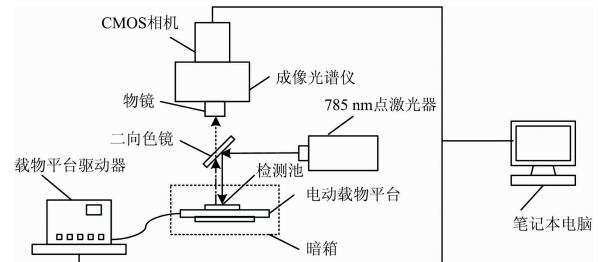 CMOS相机
成像光谱仪
物镜
785 nm点激光器
二向色镜
载物平台驱动器
检测池
电动载物平台
暗箱
笔记本电脑